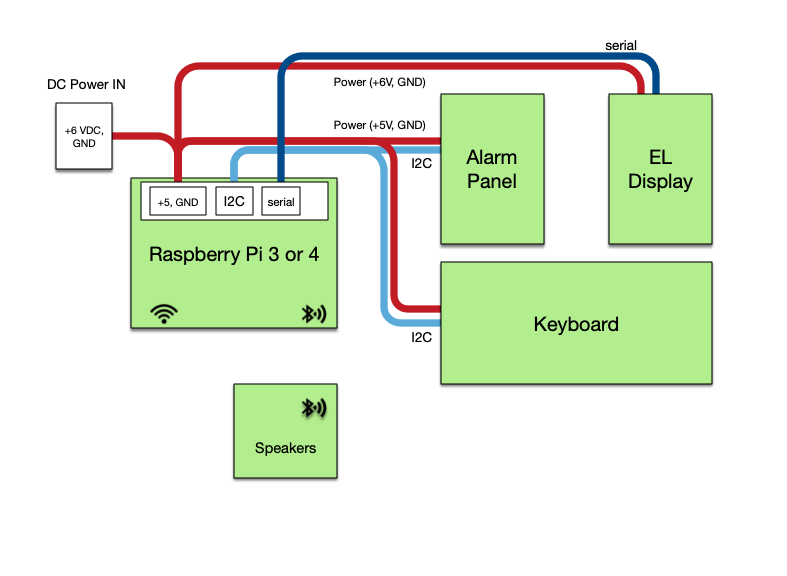 serial
DC Power IN
Power (+6V, GND)
+6 VDC,
GND
Power (+5V, GND)
I2C
Alarm
Panel
EL
Display
+5, GND
I2C
serial
Raspberry Pi 3 or 4
Keyboard
I2C
Speakers